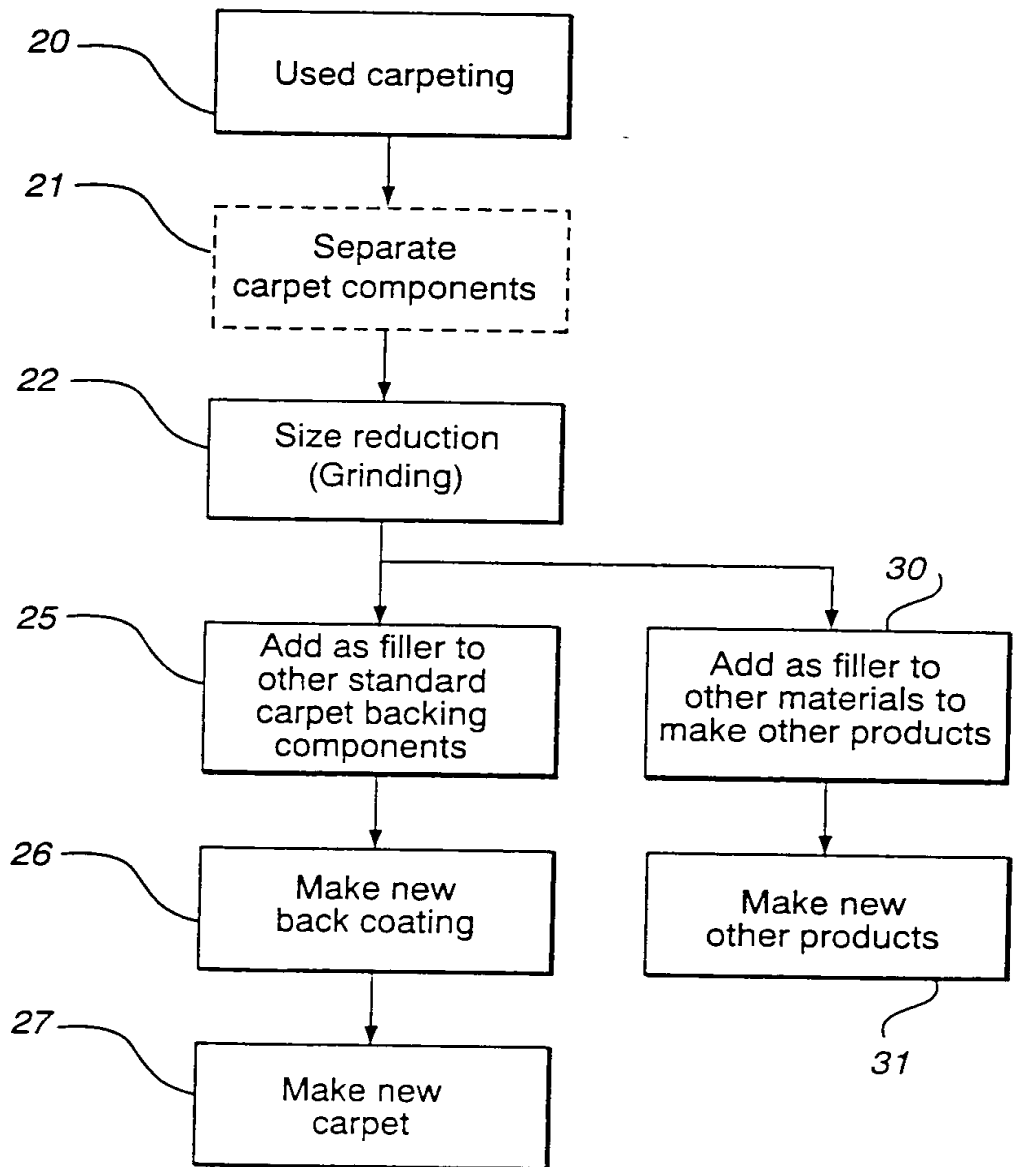 20
Used carpeting
21
Separate
carpet components
22
Size reduction
(Grinding)
30
25
Add as filler to
other standard
carpet backing
components
Add as filler to
other materials to
make other products
26
Make new
back coating
Make new
other products
27
Make new
carpet
31